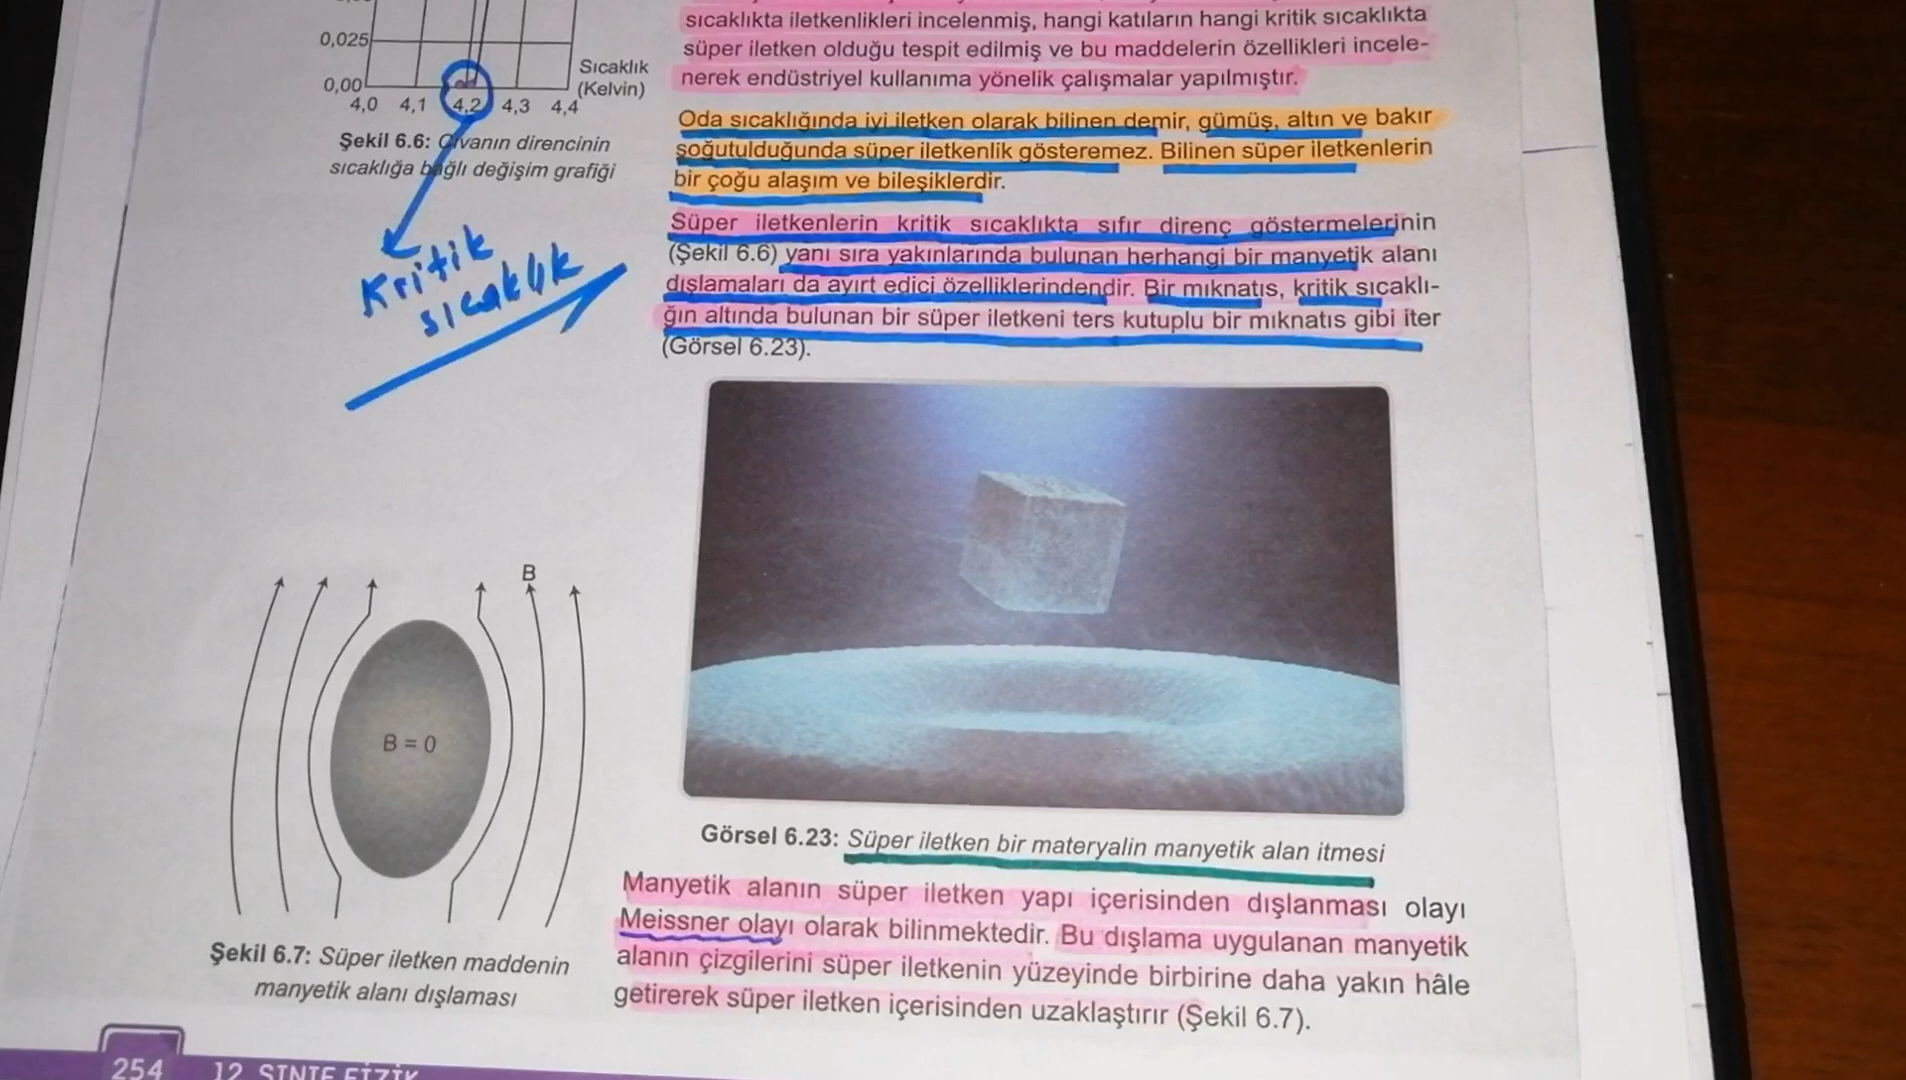 0,025
0,00
4,0 4,1 4,2 4,3 4,4
Sıcaklık
(Kelvin)
Şekil 6.6: Cıvanın direncinin
sıcaklığa bağlı değişim grafiği
Kritik
sıcaklık
sıcaklıkta iletkenlikleri incelenmiş, hangi katıların hangi kritik sıcaklıkta
süper iletken olduğu tespit edilmiş ve bu maddelerin özellikleri incele-
nerek endüstriyel kullanıma yönelik çalışmalar yapılmıştır.
Oda sıcaklığında iyi iletken olarak bilinen demir, gümüş, altın ve bakır
soğutulduğunda süper iletkenlik gösteremez. Bilinen süper iletkenlerin
bir çoğu alaşım ve bileşiklerdir.
Süper iletkenlerin kritik sıcaklıkta sıfır direnç göstermelerinin
(Şekil 6.6) yanı sıra yakınlarında bulunan herhangi bir manyetik alanı
dışlamaları da ayırt edici özelliklerindendir. Bir mıknatıs, kritik sıcaklı-
ğın altında bulunan bir süper iletkeni ters kutuplu bir mıknatıs gibi iter
(Görsel 6.23).
Görsel 6.23: Süper iletken bir materyalin manyetik alan itmesi
B
B = 0
Şekil 6.7: Süper iletken maddenin
manyetik alanı dışlaması
Manyetik alanın süper iletken yapı içerisinden dışlanması olayı
Meissner olayı olarak bilinmektedir. Bu dışlama uygulanan manyetik
alanın çizgilerini süper iletkenin yüzeyinde birbirine daha yakın hâle
getirerek süper iletken içerisinden uzaklaştırır (Şekil 6.7).
254 12. SINIF FİZİK